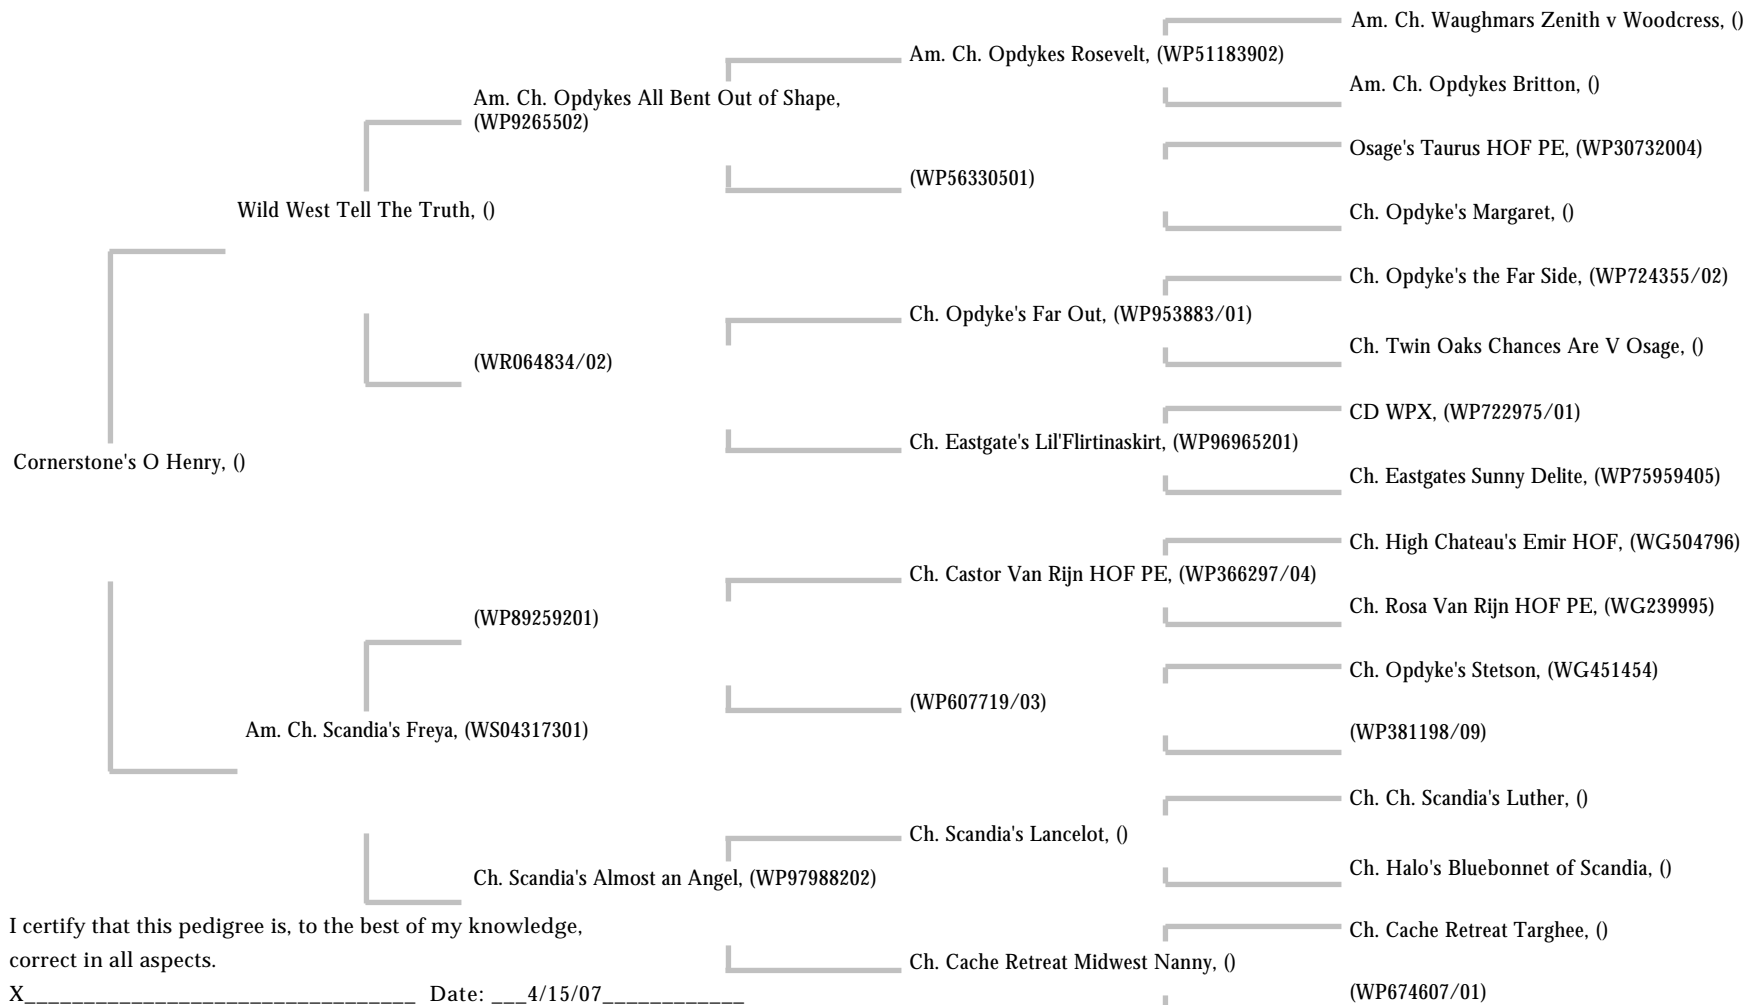 Am. Ch. Waughmars Zenith v Woodcress, ()
Am. Ch. Opdykes Rosevelt, (WP51183902)
Am. Ch. Opdykes Britton, ()
Am. Ch. Opdykes All Bent Out of Shape,
(WP9265502)
Osage's Taurus HOF PE, (WP30732004)
(WP56330501)
Ch. Opdyke's Margaret, ()
Wild West Tell The Truth, ()
Ch. Opdyke's the Far Side, (WP724355/02)
Ch. Opdyke's Far Out, (WP953883/01)
Ch. Twin Oaks Chances Are V Osage, ()
(WR064834/02)
CD WPX, (WP722975/01)
Ch. Eastgate's Lil'Flirtinaskirt, (WP96965201)
Ch. Eastgates Sunny Delite, (WP75959405)
Cornerstone's O Henry, ()
Ch. High Chateau's Emir HOF, (WG504796)
Ch. Castor Van Rijn HOF PE, (WP366297/04)
Ch. Rosa Van Rijn HOF PE, (WG239995)
(WP89259201)
Ch. Opdyke's Stetson, (WG451454)
(WP607719/03)
(WP381198/09)
Am. Ch. Scandia's Freya, (WS04317301)
Ch. Ch. Scandia's Luther, ()
Ch. Scandia's Lancelot, ()
Ch. Halo's Bluebonnet of Scandia, ()
Ch. Scandia's Almost an Angel, (WP97988202)
Ch. Cache Retreat Targhee, ()
Ch. Cache Retreat Midwest Nanny, ()
(WP674607/01)
I certify that this pedigree is, to the best of my knowledge,
correct in all aspects.
X_________________________________ Date: ___4/15/07____________